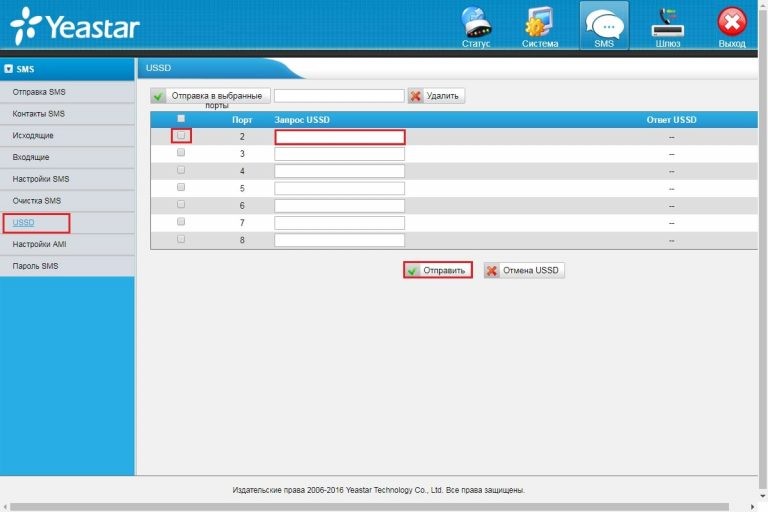 Yeastar
Статус Система SMS Шлюз Выход
SMS
Отправка SMS
Контакты SMS
Исходящие
Входящие
Настройки SMS
Очистка SMS
USSD
Настройки AMI
Пароль SMS
USSD
Отправка в выбранные порты Удалить
Порт Запрос USSD Ответ USSD
2 --
3 --
4 --
5 --
6 --
7 --
8 --
Отправить Отмена USSD
Издательские права 2006-2016 Yeastar Technology Co., Ltd. Все права защищены.